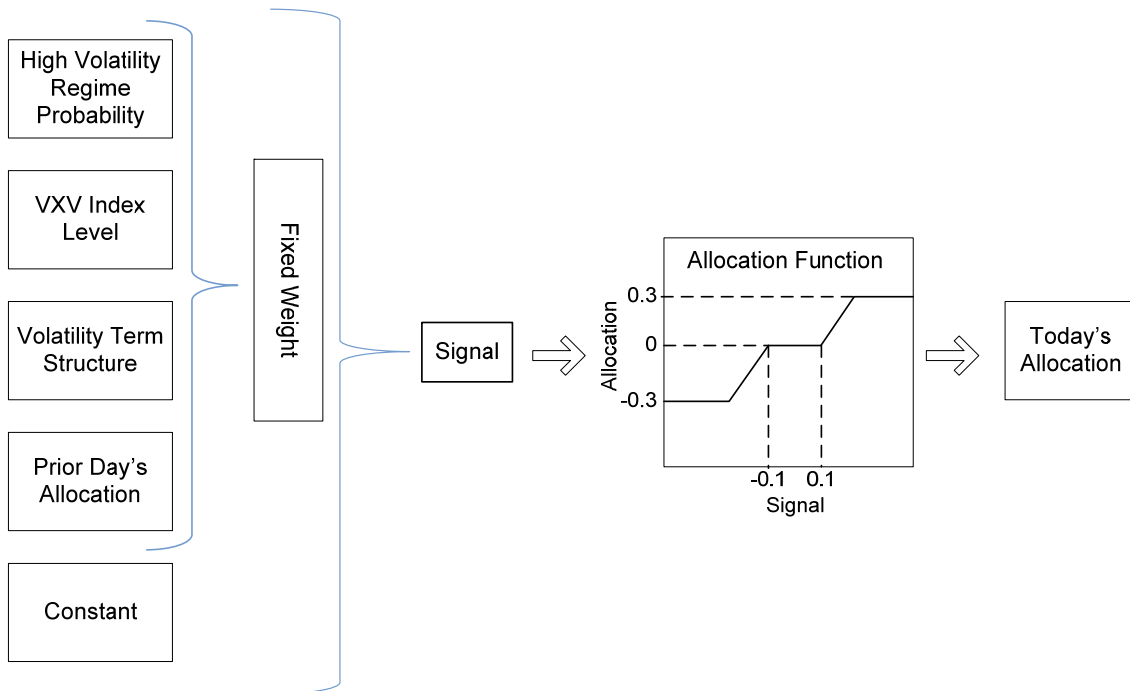 High Volatility
Regime
Probability
VXV Index
Level
Volatility Term
Structure
Prior Day's
Allocation
Constant
Fixed Weight
Signal
Allocation Function
Allocation
0.3
0
-0.3
-0.1
0.1
Signal
Today's
Allocation